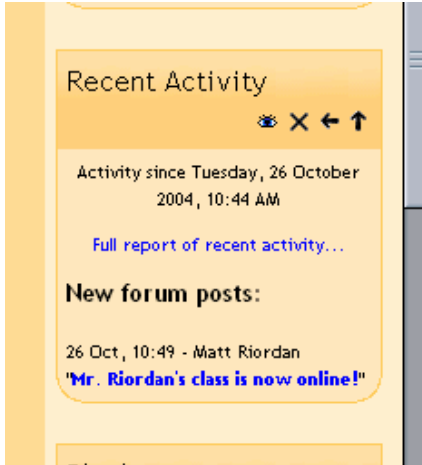 Recent Activity
Activity since Tuesday, 26 October
2004, 10:44 AM
Full report of recent activity...
New forum posts:
26 Oct, 10:49 - Matt Riordan
"Mr. Riordan's class is now online!"